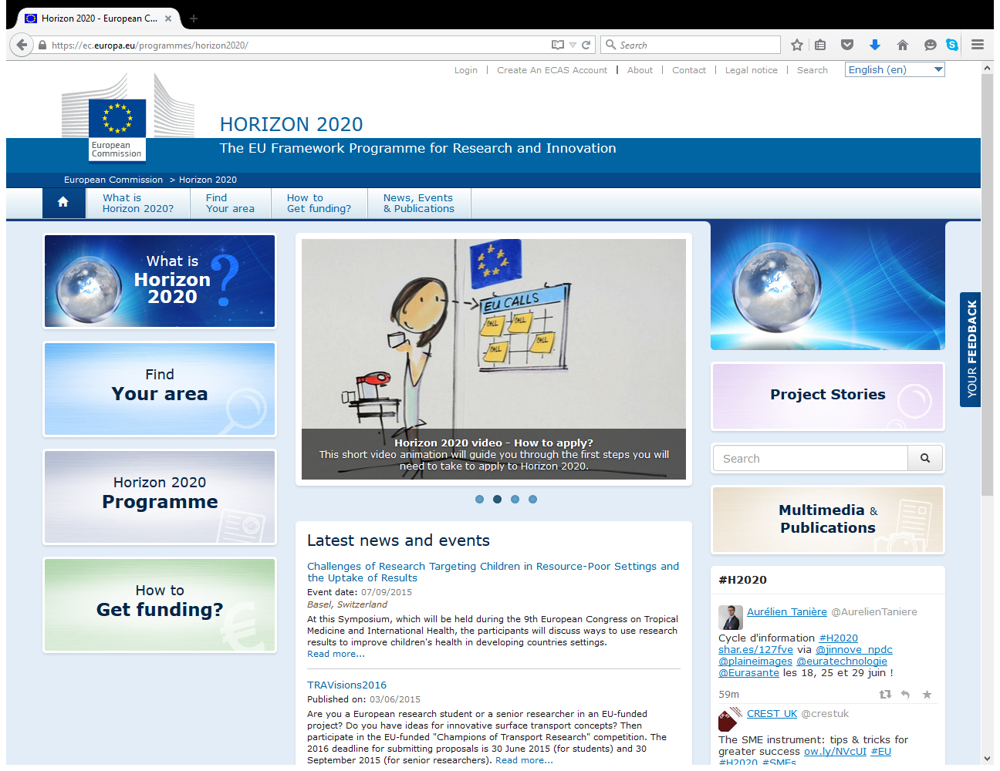 Horizon 2020 - European C...
https://ec.europa.eu/programmes/horizon2020/
Search
Login | Create An ECAS Account | About | Contact | Legal notice | Search
English (en)
European
Commission
HORIZON 2020
The EU Framework Programme for Research and Innovation
European Commission > Horizon 2020
What is
Horizon 2020?
Find
Your area
How to
Get funding?
News, Events
& Publications
What is
Horizon
2020
?
Find
Your area
Horizon 2020
Programme
How to
Get funding?
EU CALLS
CALL
CALL
CALL
CALL
Horizon 2020 video - How to apply?
This short video animation will guide you through the first steps you will
need to take to apply to Horizon 2020.
Latest news and events
Challenges of Research Targeting Children in Resource-Poor Settings and
the Uptake of Results
Event date: 07/09/2015
Basel, Switzerland
At this Symposium, which will be held during the 9th European Congress on Tropical
Medicine and International Health, the participants will discuss ways to use research
results to improve children's health in developing countries settings.
Read more...
TRAVisions2016
Published on: 03/06/2015
Are you a European research student or a senior researcher in an EU-funded
project? Do you have ideas for innovative surface transport concepts? Then
participate in the EU-funded "Champions of Transport Research" competition. The
2016 deadline for submitting proposals is 30 June 2015 (for students) and 30
September 2015 (for senior researchers). Read more...
Project Stories
Search
Multimedia &
Publications
#H2020
Aurélien Tanière @AurelienTaniere
Cycle d'information #H2020
shar.es/127fve via @jinnove_npdc
@plaineimages @euratechnologie
@Eurasante les 18, 25 et 29 juin !
59m
CREST UK @crestuk
The SME instrument: tips & tricks for
greater success ow.ly/NVcUI #EU
#H2020 #SMEs
YOUR FEEDBACK